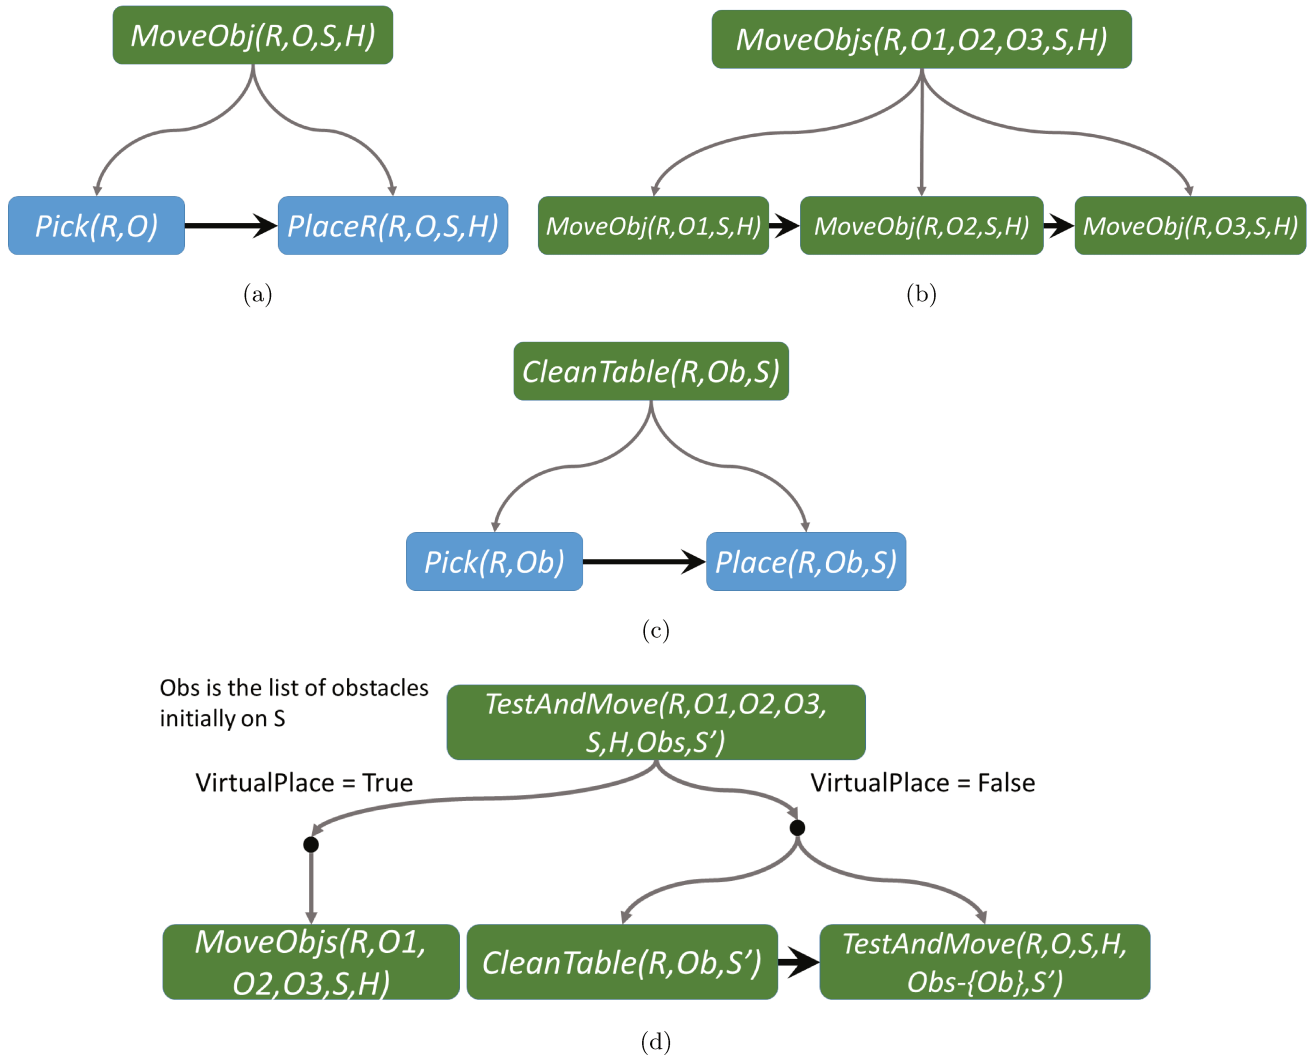 MoveObj(R,O,S,H)
Pick(R,O)
PlaceR(R,O,S,H)
(a)
MoveObjs(R,O1,O2,O3,S,H)
MoveObj(R,O1,S,H)
MoveObj(R,O2,S,H)
MoveObj(R,O3,S,H)
(b)
CleanTable(R,Ob,S)
Pick(R,Ob)
Place(R,Ob,S)
(c)
Obs is the list of obstacles
initially on S
TestAndMove(R,O1,O2,O3,
S,H,Obs,S’)
VirtualPlace = True
VirtualPlace = False
MoveObjs(R,O1,
O2,O3,S,H)
CleanTable(R,Ob,S’)
TestAndMove(R,O,S,H,
Obs-{Ob},S’)
(d)